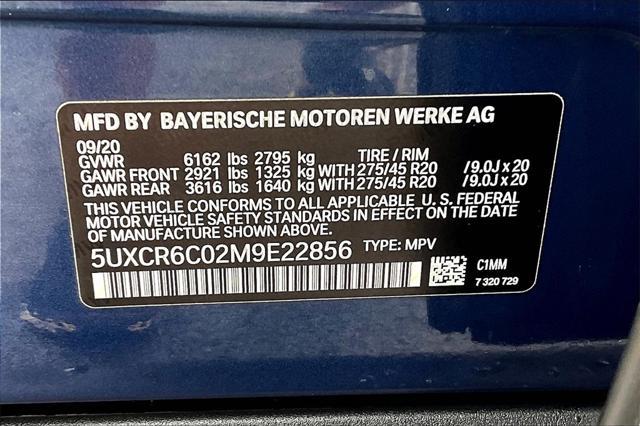 MFD BY BAYERISCHE MOTOREN WERKE AG
09/20
GVWR 6162 lbs 2795 kg TIRE / RIM
GAWR FRONT 2921 lbs 1325 kg WITH 275/45 R20 /9.0J x 20
GAWR REAR 3616 lbs 1640 kg WITH 275/45 R20 /9.0J x 20
THIS VEHICLE CONFORMS TO ALL APPLICABLE U. S. FEDERAL
MOTOR VEHICLE SAFETY STANDARDS IN EFFECT ON THE
DATE OF MANUFACTURE SHOWN ABOVE.
5UXCR6C02M9E22856 TYPE: MPV
C1MM
7 320 729